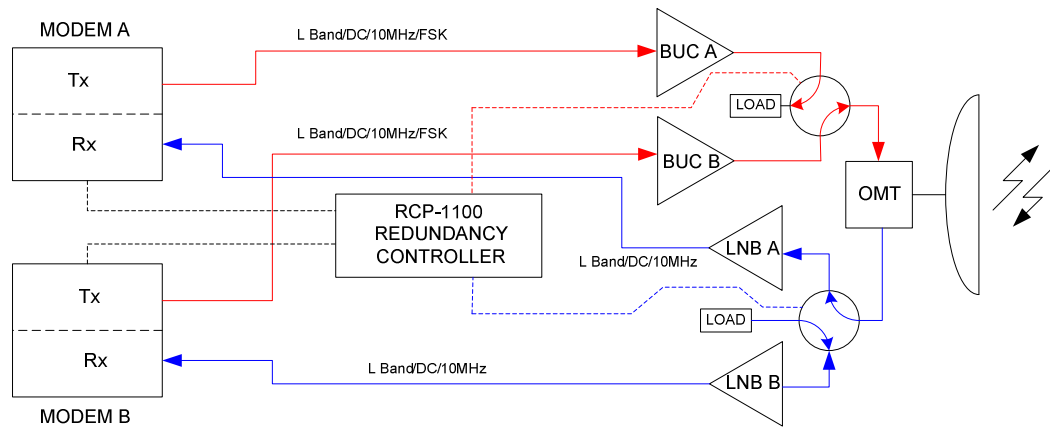 MODEM A
Tx
Rx
L Band/DC/10MHz/FSK
L Band/DC/10MHz/FSK
BUC A
LOAD
BUC B
OMT
RCP-1100
REDUNDANCY
CONTROLLER
LNB A
L Band/DC/10MHz
LOAD
Tx
Rx
L Band/DC/10MHz
LNB B
MODEM B